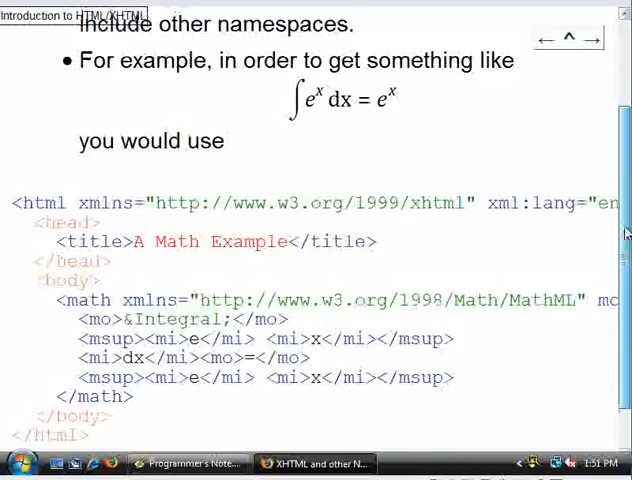 Introduction to HTML/XHTML
include other namespaces.
← ^ →
• For example, in order to get something like
∫ e^x dx = e^x
you would use
<html xmlns="http://www.w3.org/1999/xhtml" xml:lang="en
<head>
<title>A Math Example</title>
</head>
<body>
<math xmlns="http://www.w3.org/1998/Math/MathML" mo
<mo>&Integral;</mo>
<msup><mi>e</mi> <mi>x</mi></msup>
<mi>dx</mi><mo>=</mo>
<msup><mi>e</mi> <mi>x</mi></msup>
</math>
</body>
</html>
Programmer's Note...
XHTML and other N...
1:51 PM